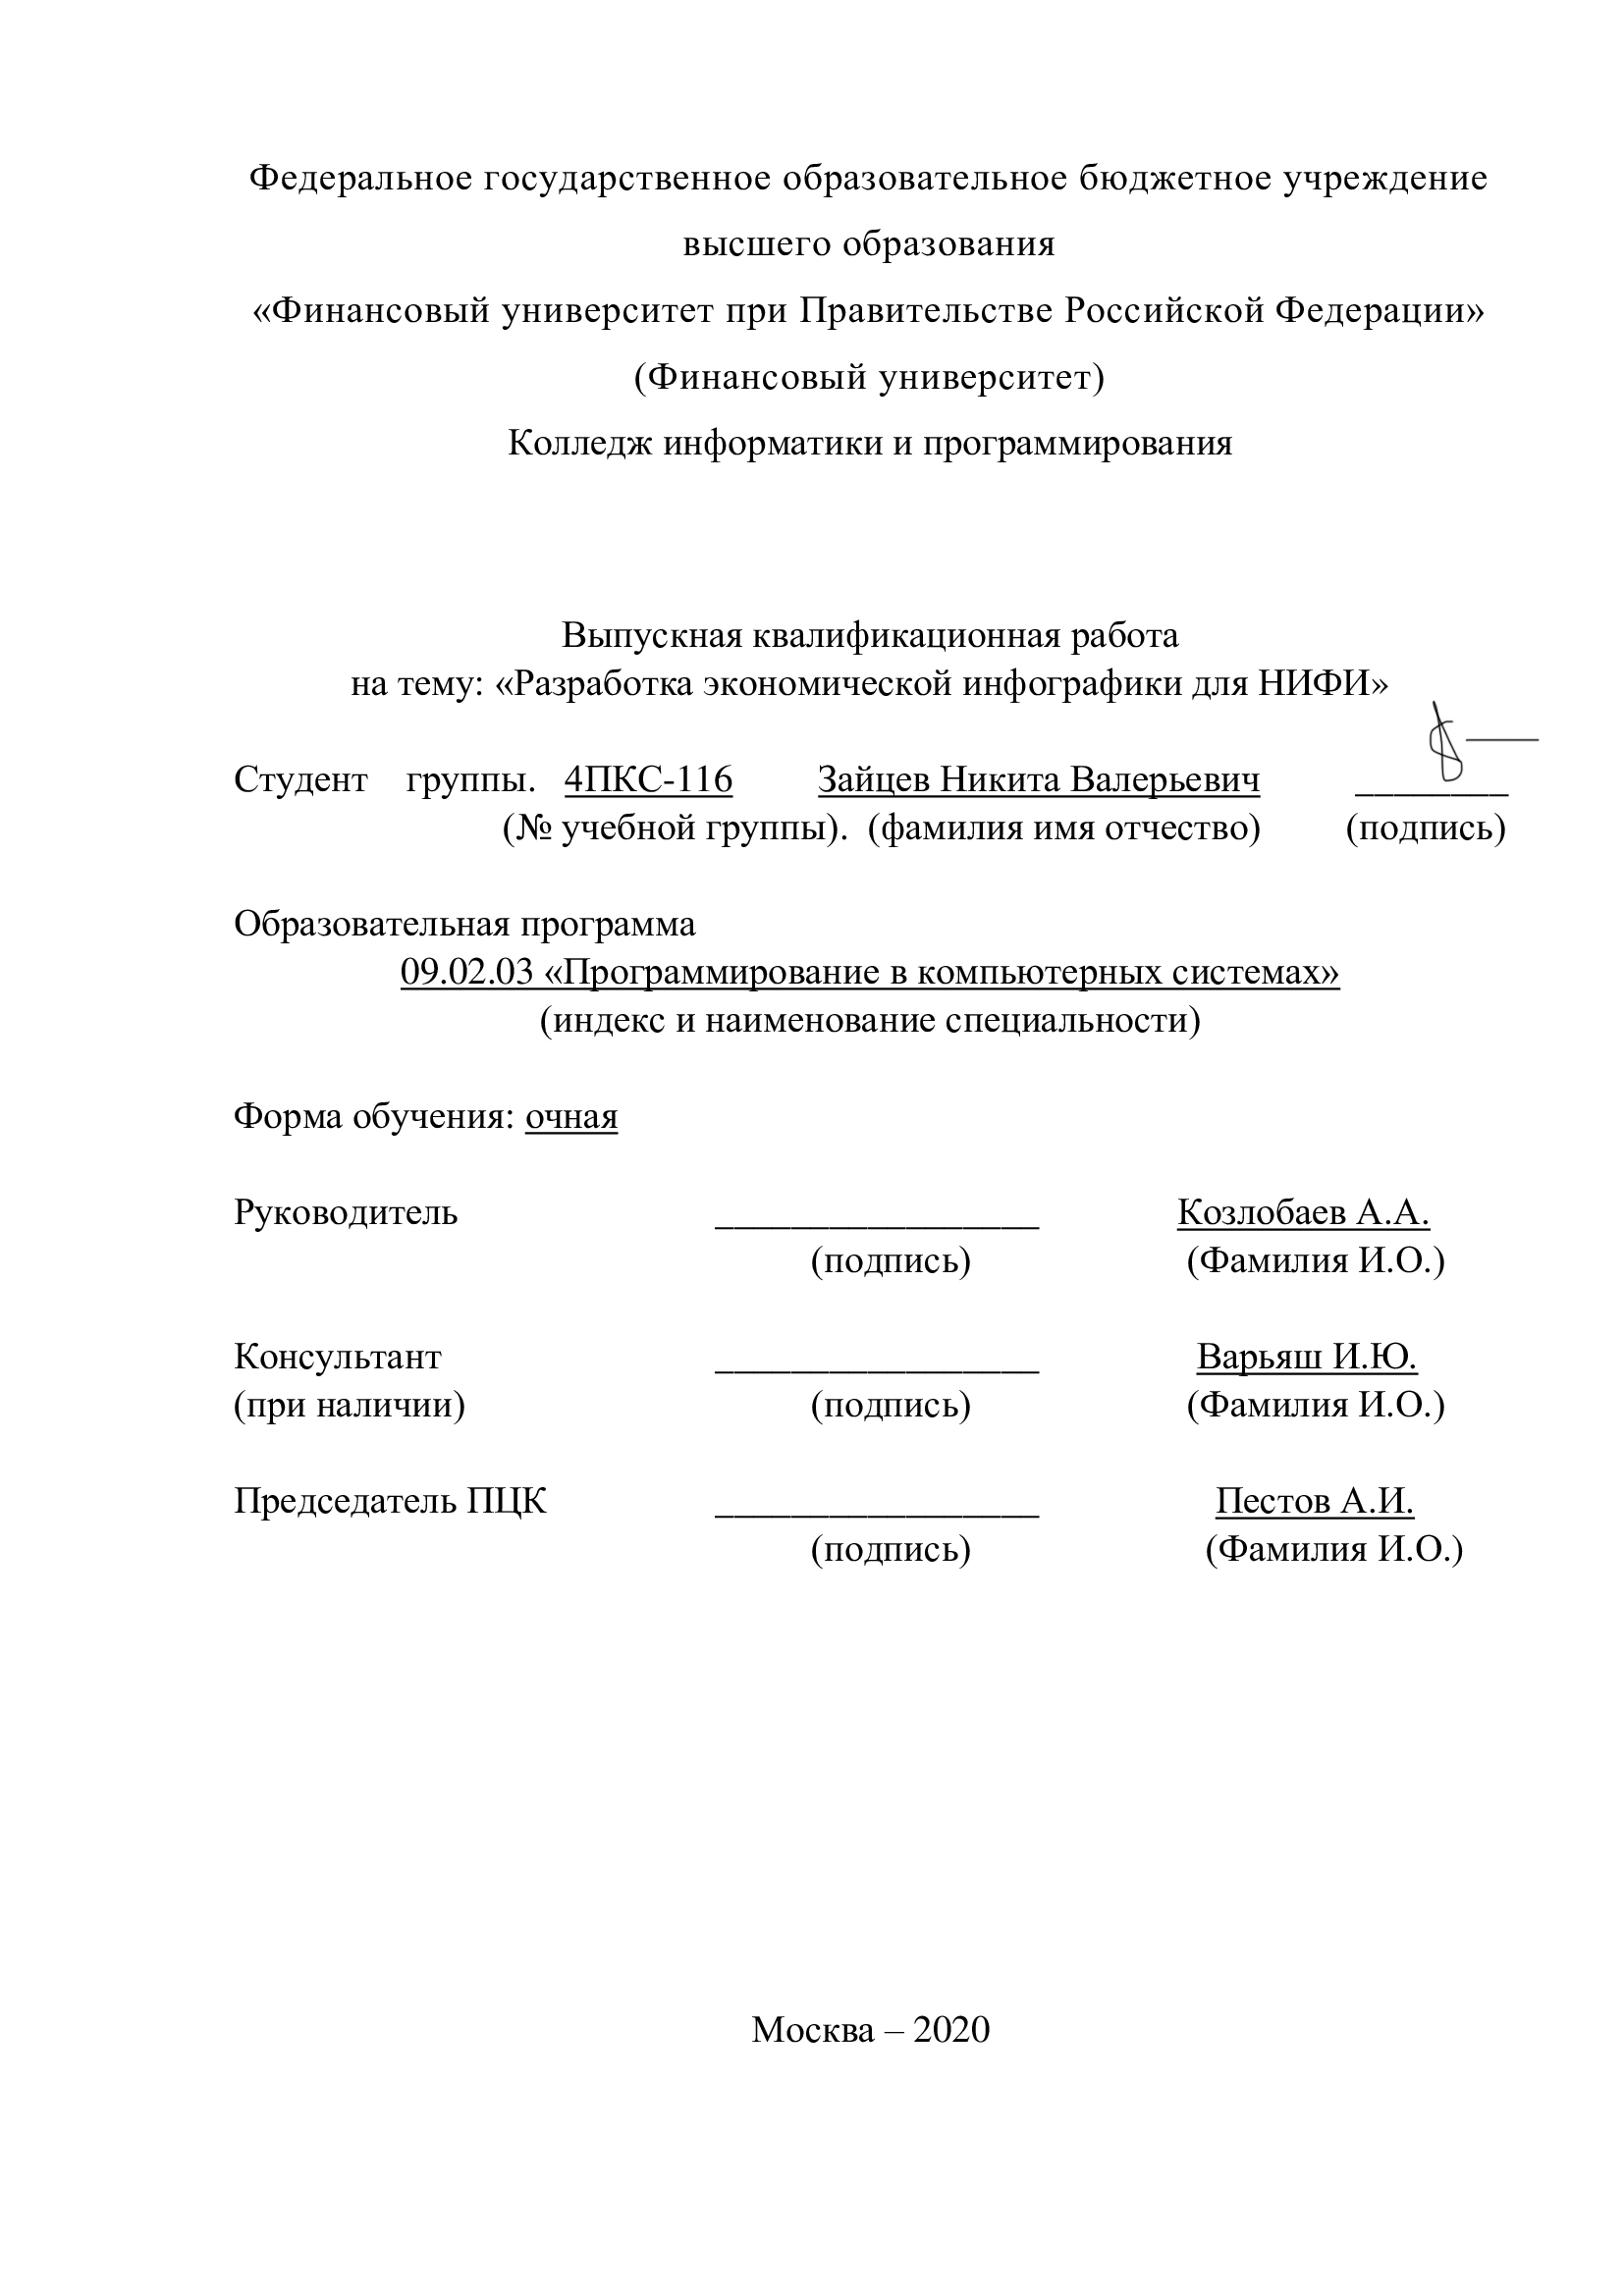 Федеральное государственное образовательное бюджетное учреждение
высшего образования
«Финансовый университет при Правительстве Российской Федерации»
(Финансовый университет)
Колледж информатики и программирования
Выпускная квалификационная работа
на тему: «Разработка экономической инфографики для НИФИ»
Студент группы. 4ПКС-116 Зайцев Никита Валерьевич ________
(№ учебной группы). (фамилия имя отчество) (подпись)
Образовательная программа
09.02.03 «Программирование в компьютерных системах»
(индекс и наименование специальности)
Форма обучения: очная
Руководитель _________________ Козлобаев А.А.
(подпись) (Фамилия И.О.)
Консультант _________________ Варьяш И.Ю.
(при наличии) (подпись) (Фамилия И.О.)
Председатель ПЦК _________________ Пестов А.И.
(подпись) (Фамилия И.О.)
Москва – 2020